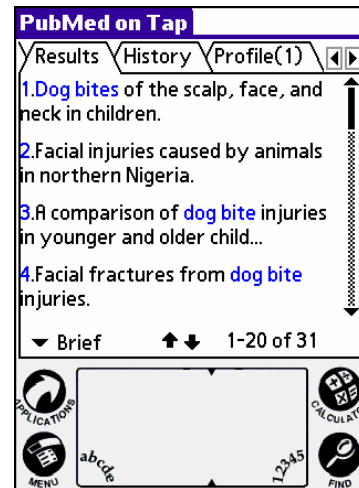 PubMed on Tap
Results History Profile(1)
1.Dog bites of the scalp, face, and
neck in children.
2.Facial injuries caused by animals
in northern Nigeria.
3.A comparison of dog bite injuries
in younger and older child...
4.Facial fractures from dog bite
injuries.
Brief 1-20 of 31
APPLICATIONS
CALCULATOR
MENU
abcde
12345
FIND